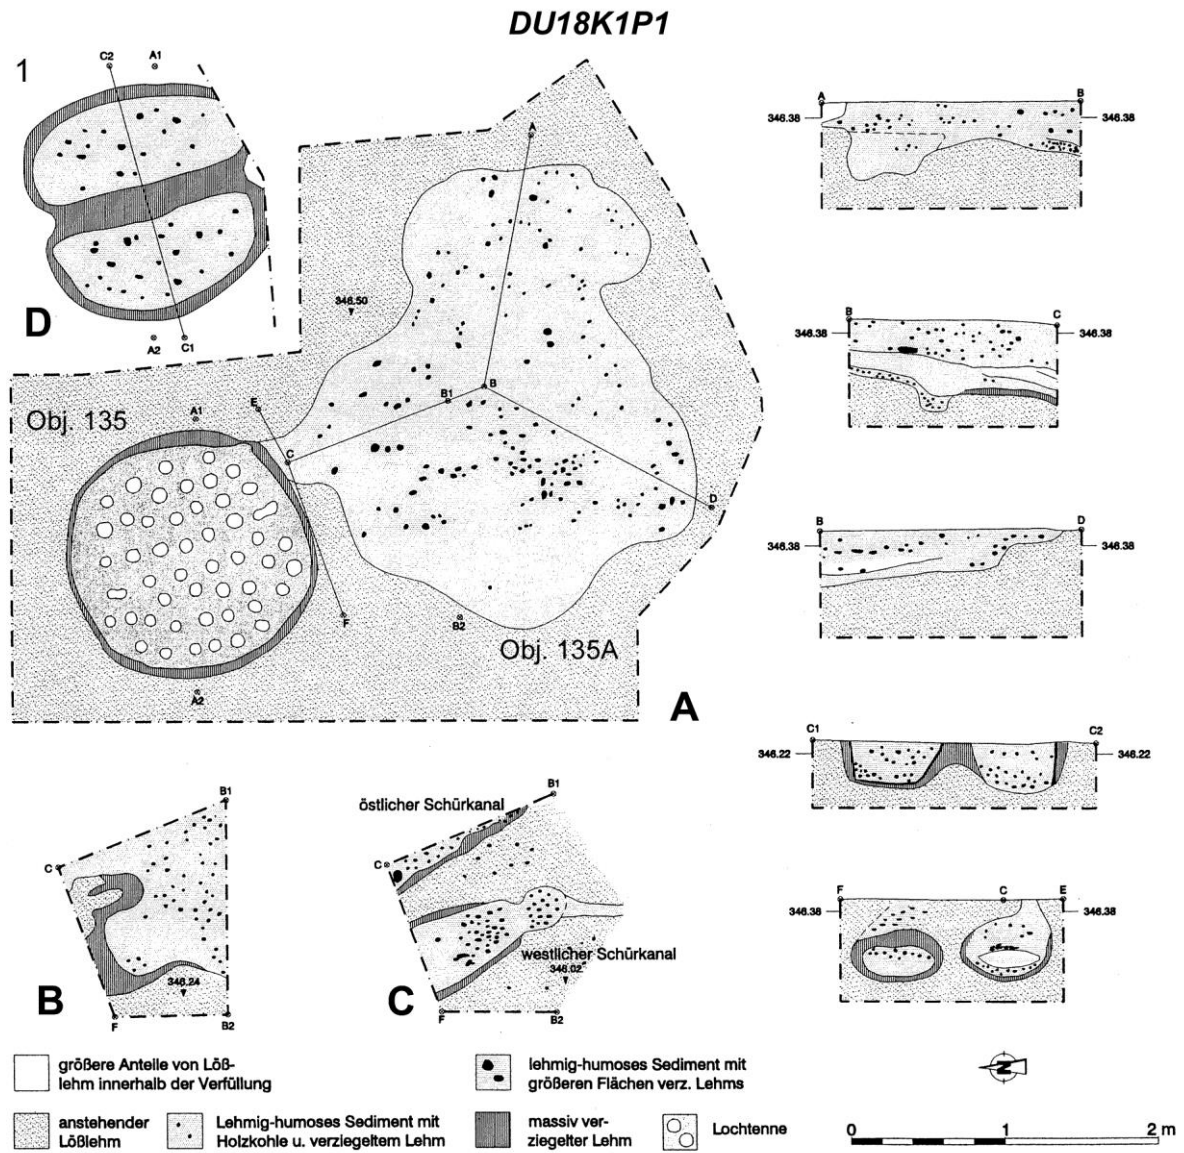 DU18K1P1
1
C2
A1
D
A2
C1
A
346.50
B1
B
E
C
A1
Obj. 135
D
F
B2
Obj. 135A
A2
A
A
B
346.38
346.38
B
C
346.38
346.38
B
D
346.38
346.38
C1
C2
346.22
346.22
F
C
E
346.38
346.38
B1
C
346.24
B
F
B2
östlicher Schürkanal
B1
C
westlicher Schürkanal
346.02
C
F
B2
größere Anteile von Löß-
lehm innerhalb der Verfüllung
lehmig-humoses Sediment mit
größeren Flächen verz. Lehms
N
anstehender
Lößlehm
Lehmig-humoses Sediment mit
Holzkohle u. verziegeltem Lehm
massiv ver-
ziegelter Lehm
Lochtenne
0
1
2 m